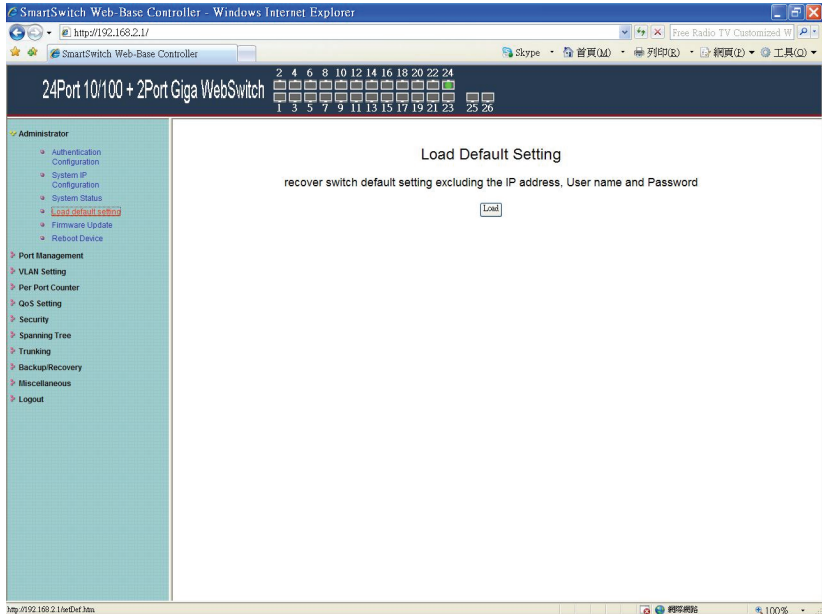 SmartSwitch Web-Base Controller - Windows Internet Explorer
http://192.168.2.1/
Free Radio TV Customized W
SmartSwitch Web-Base Controller
Skype
首頁(M)
列印(R)
網頁(P)
工具(O)
24Port 10/100 + 2Port Giga WebSwitch
2 4 6 8 10 12 14 16 18 20 22 24
1 3 5 7 9 11 13 15 17 19 21 23 25 26
Administrator
Authentication
Configuration
System IP
Configuration
System Status
Load default setting
Firmware Update
Reboot Device
Port Management
VLAN Setting
Per Port Counter
QoS Setting
Security
Spanning Tree
Trunking
Backup/Recovery
Miscellaneous
Logout
Load Default Setting
recover switch default setting excluding the IP address, User name and Password
Load
http://192.168.2.1/setDef.htm
網際網路
100%